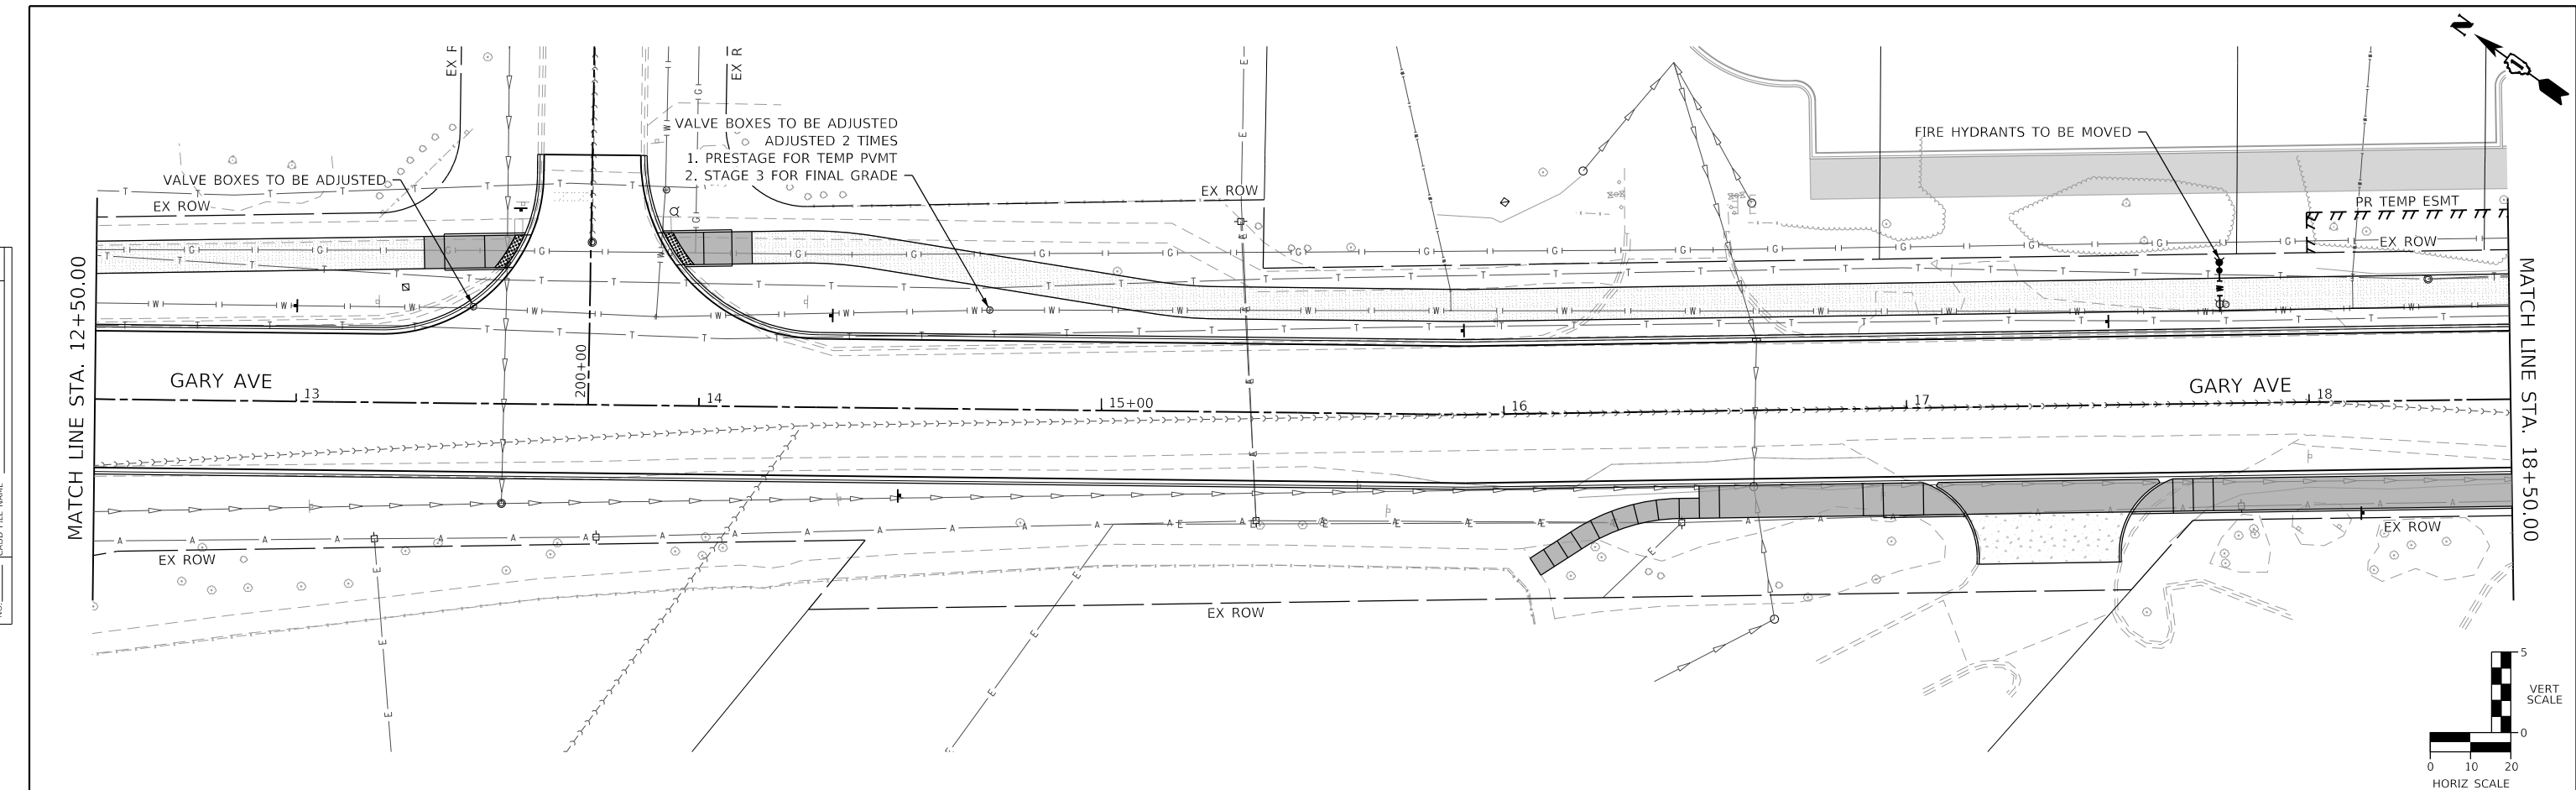 N
EX R
VALVE BOXES TO BE ADJUSTED
ADJUSTED 2 TIMES
1. PRESTAGE FOR TEMP PVMT
2. STAGE 3 FOR FINAL GRADE
FIRE HYDRANTS TO BE MOVED
VALVE BOXES TO BE ADJUSTED
EX ROW
EX ROW
PR TEMP ESMT
EX ROW
MATCH LINE STA. 12+50.00
MATCH LINE STA. 18+50.00
GARY AVE
200+00
GARY AVE
13
14
15+00
16
17
18
EX ROW
EX ROW
EX ROW
5
VERT
SCALE
0
0 10 20
HORIZ SCALE